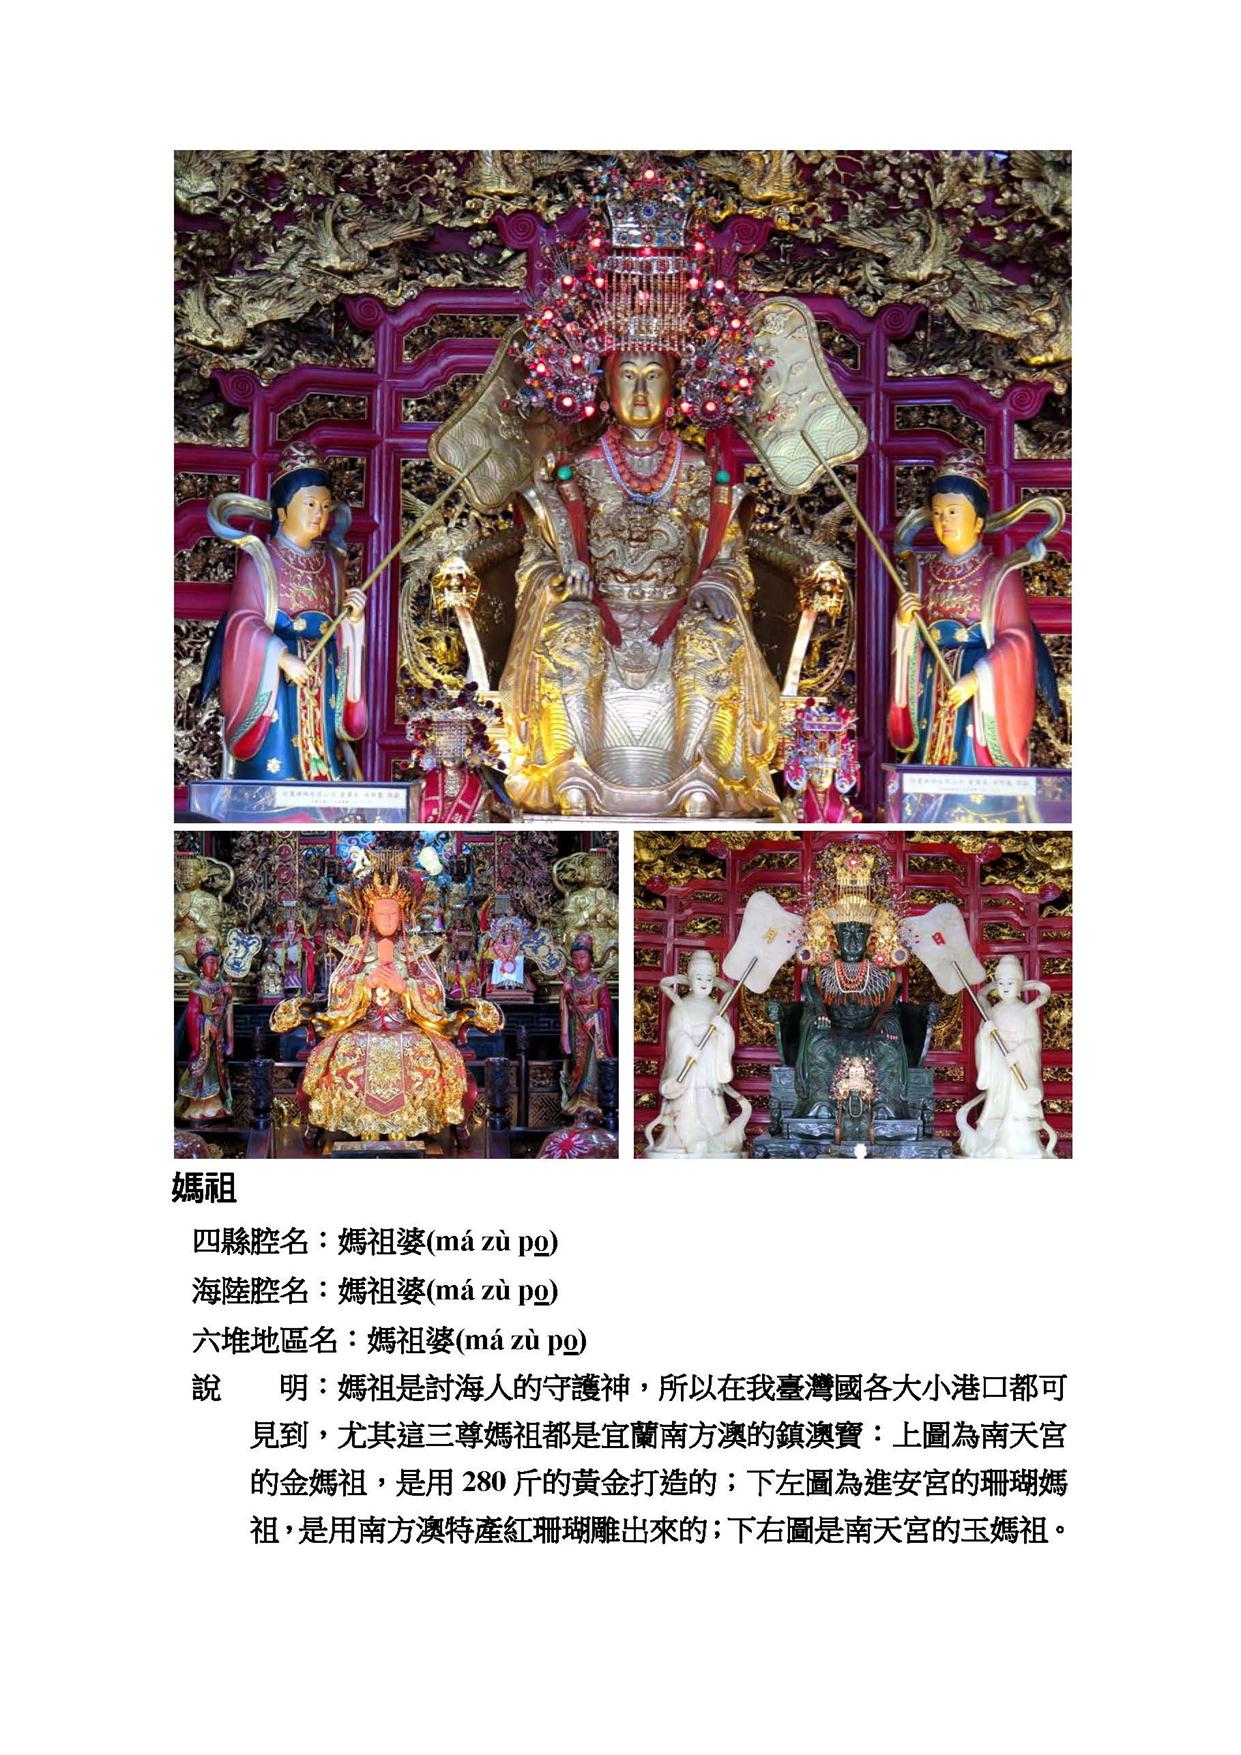 月
日
媽祖
四縣腔名：媽祖婆(má zù po)
海陸腔名：媽祖婆(má zù po)
六堆地區名：媽祖婆(má zù po)
說　　明：媽祖是討海人的守護神，所以在我臺灣國各大小港口都可
見到，尤其這三尊媽祖都是宜蘭南方澳的鎮澳寶：上圖為南天宮
的金媽祖，是用 280 斤的黃金打造的；下左圖為進安宮的珊瑚媽
祖，是用南方澳特產紅珊瑚雕出來的；下右圖是南天宮的玉媽祖。